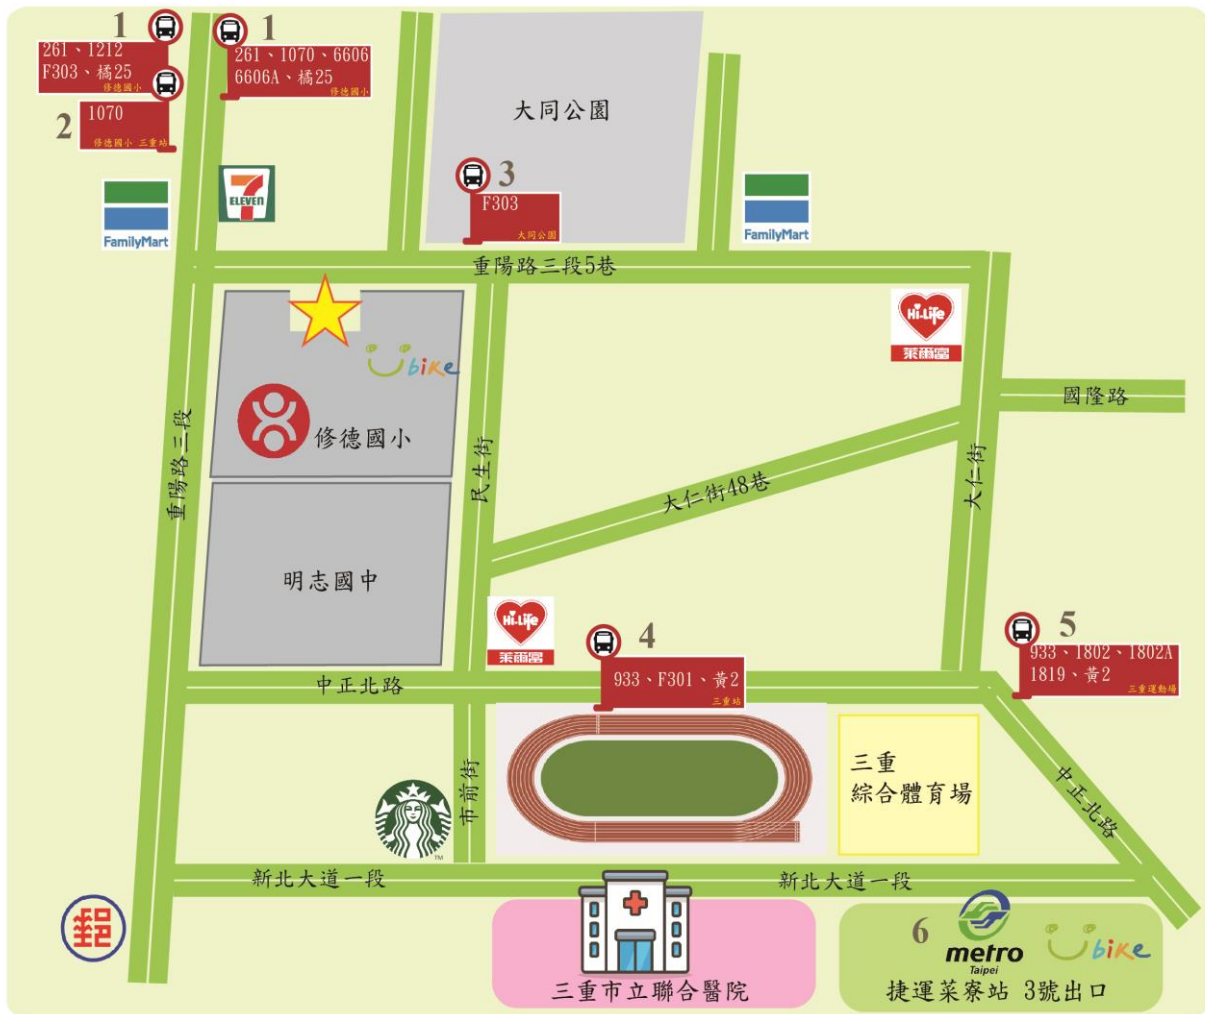 1
261、1212
F303、橘25
修德國小
1
261、1070、6606
6606A、橘25
修德國小
2
1070
修德國小 三重站
大同公園
3
F303
大同公園
FamilyMart
7
ELEVEN
FamilyMart
重陽路三段5巷
Hi-Life
萊爾富
Ubike
國隆路
修德國小
重陽路三段
民生街
大仁街48巷
大仁街
明志國中
Hi-Life
萊爾富
4
933、F301、黃2
三重站
5
933、1802、1802A
1819、黃2
三重運動場
中正北路
市前街
三重
綜合體育場
中正北路
TM
新北大道一段
新北大道一段
郵
三重市立聯合醫院
6
metro
Taipei
Ubike
捷運菜寮站 3號出口